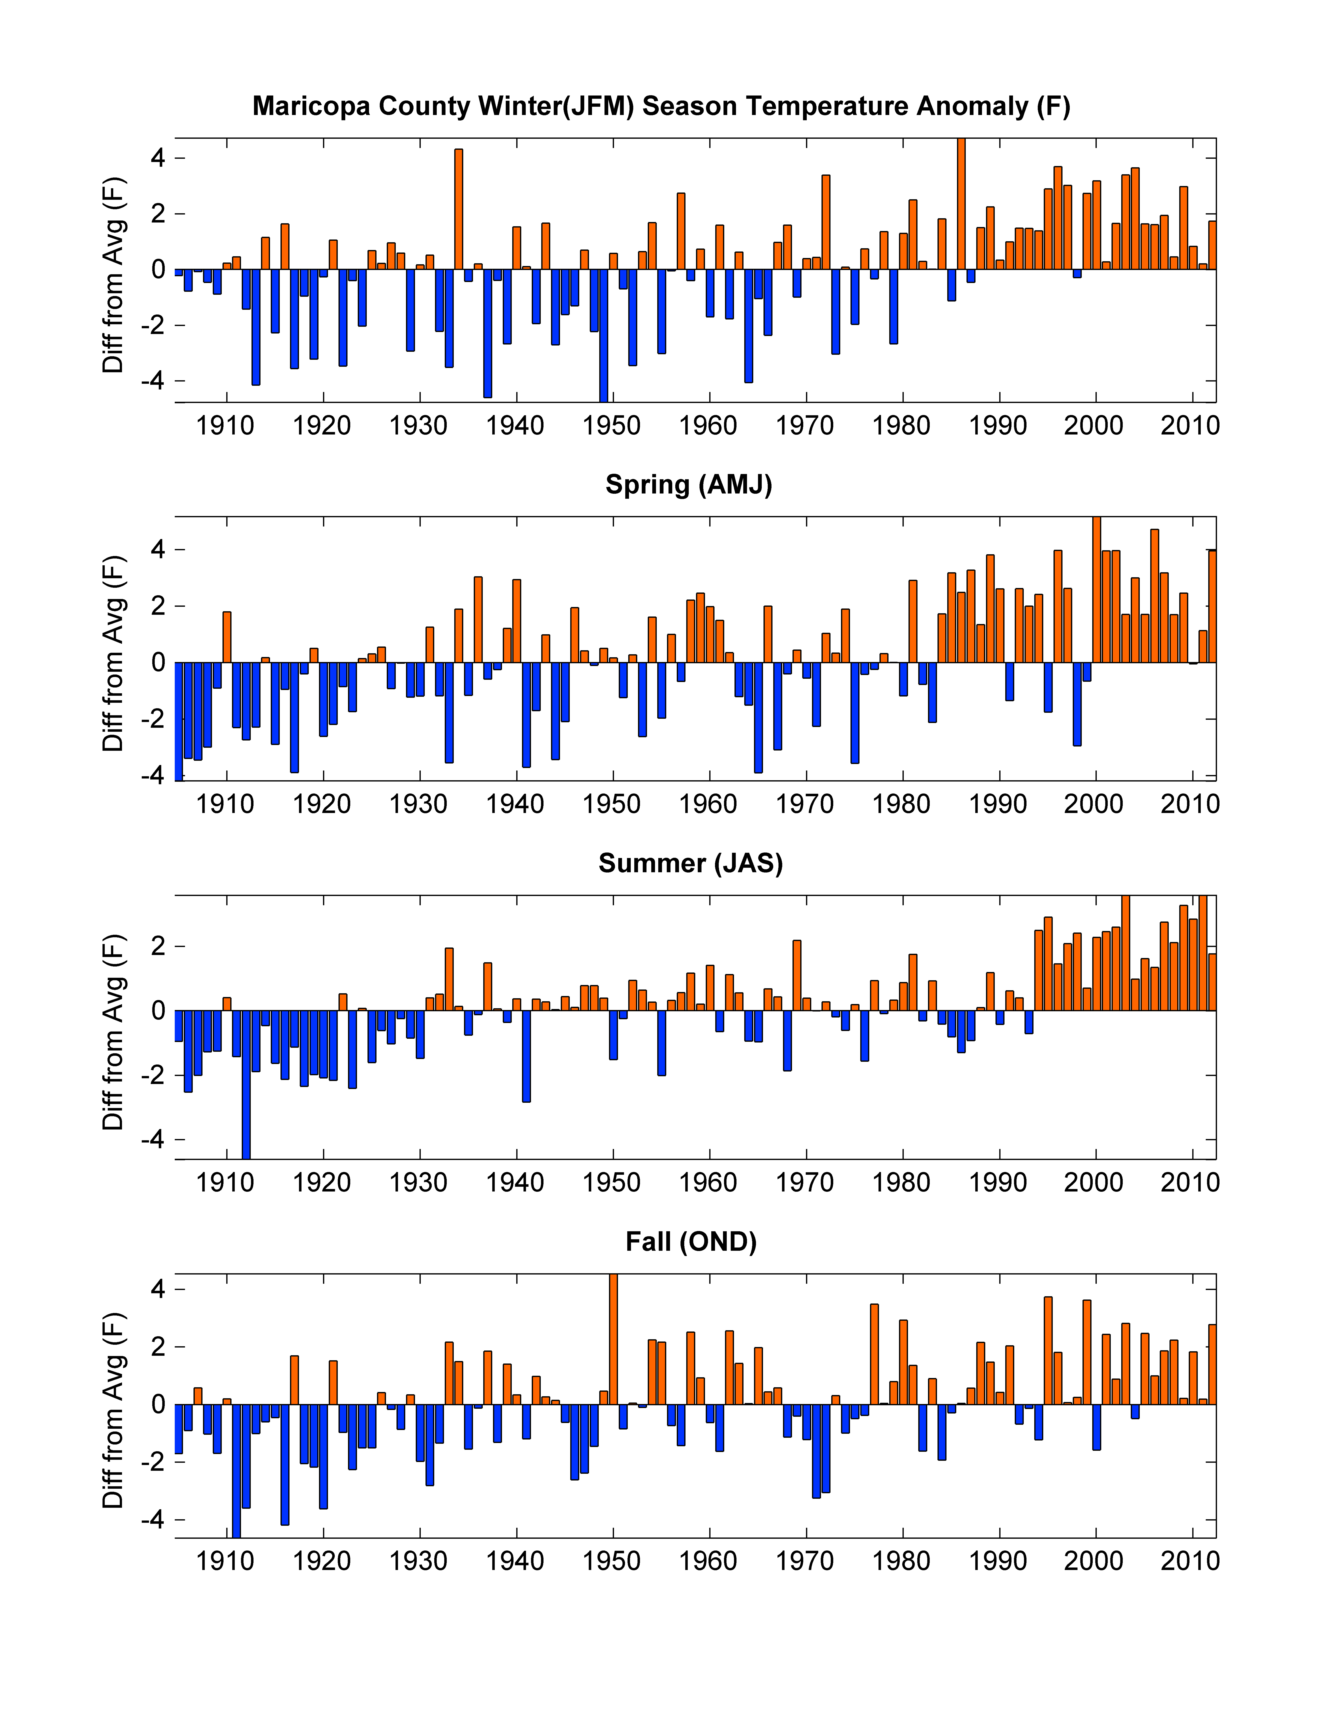 Maricopa County Winter(JFM) Season Temperature Anomaly (F)
Diff from Avg (F)
4
2
0
-2
-4
1910 1920 1930 1940 1950 1960 1970 1980 1990 2000 2010
Spring (AMJ)
Diff from Avg (F)
4
2
0
-2
-4
1910 1920 1930 1940 1950 1960 1970 1980 1990 2000 2010
Summer (JAS)
Diff from Avg (F)
2
0
-2
-4
1910 1920 1930 1940 1950 1960 1970 1980 1990 2000 2010
Fall (OND)
Diff from Avg (F)
4
2
0
-2
-4
1910 1920 1930 1940 1950 1960 1970 1980 1990 2000 2010